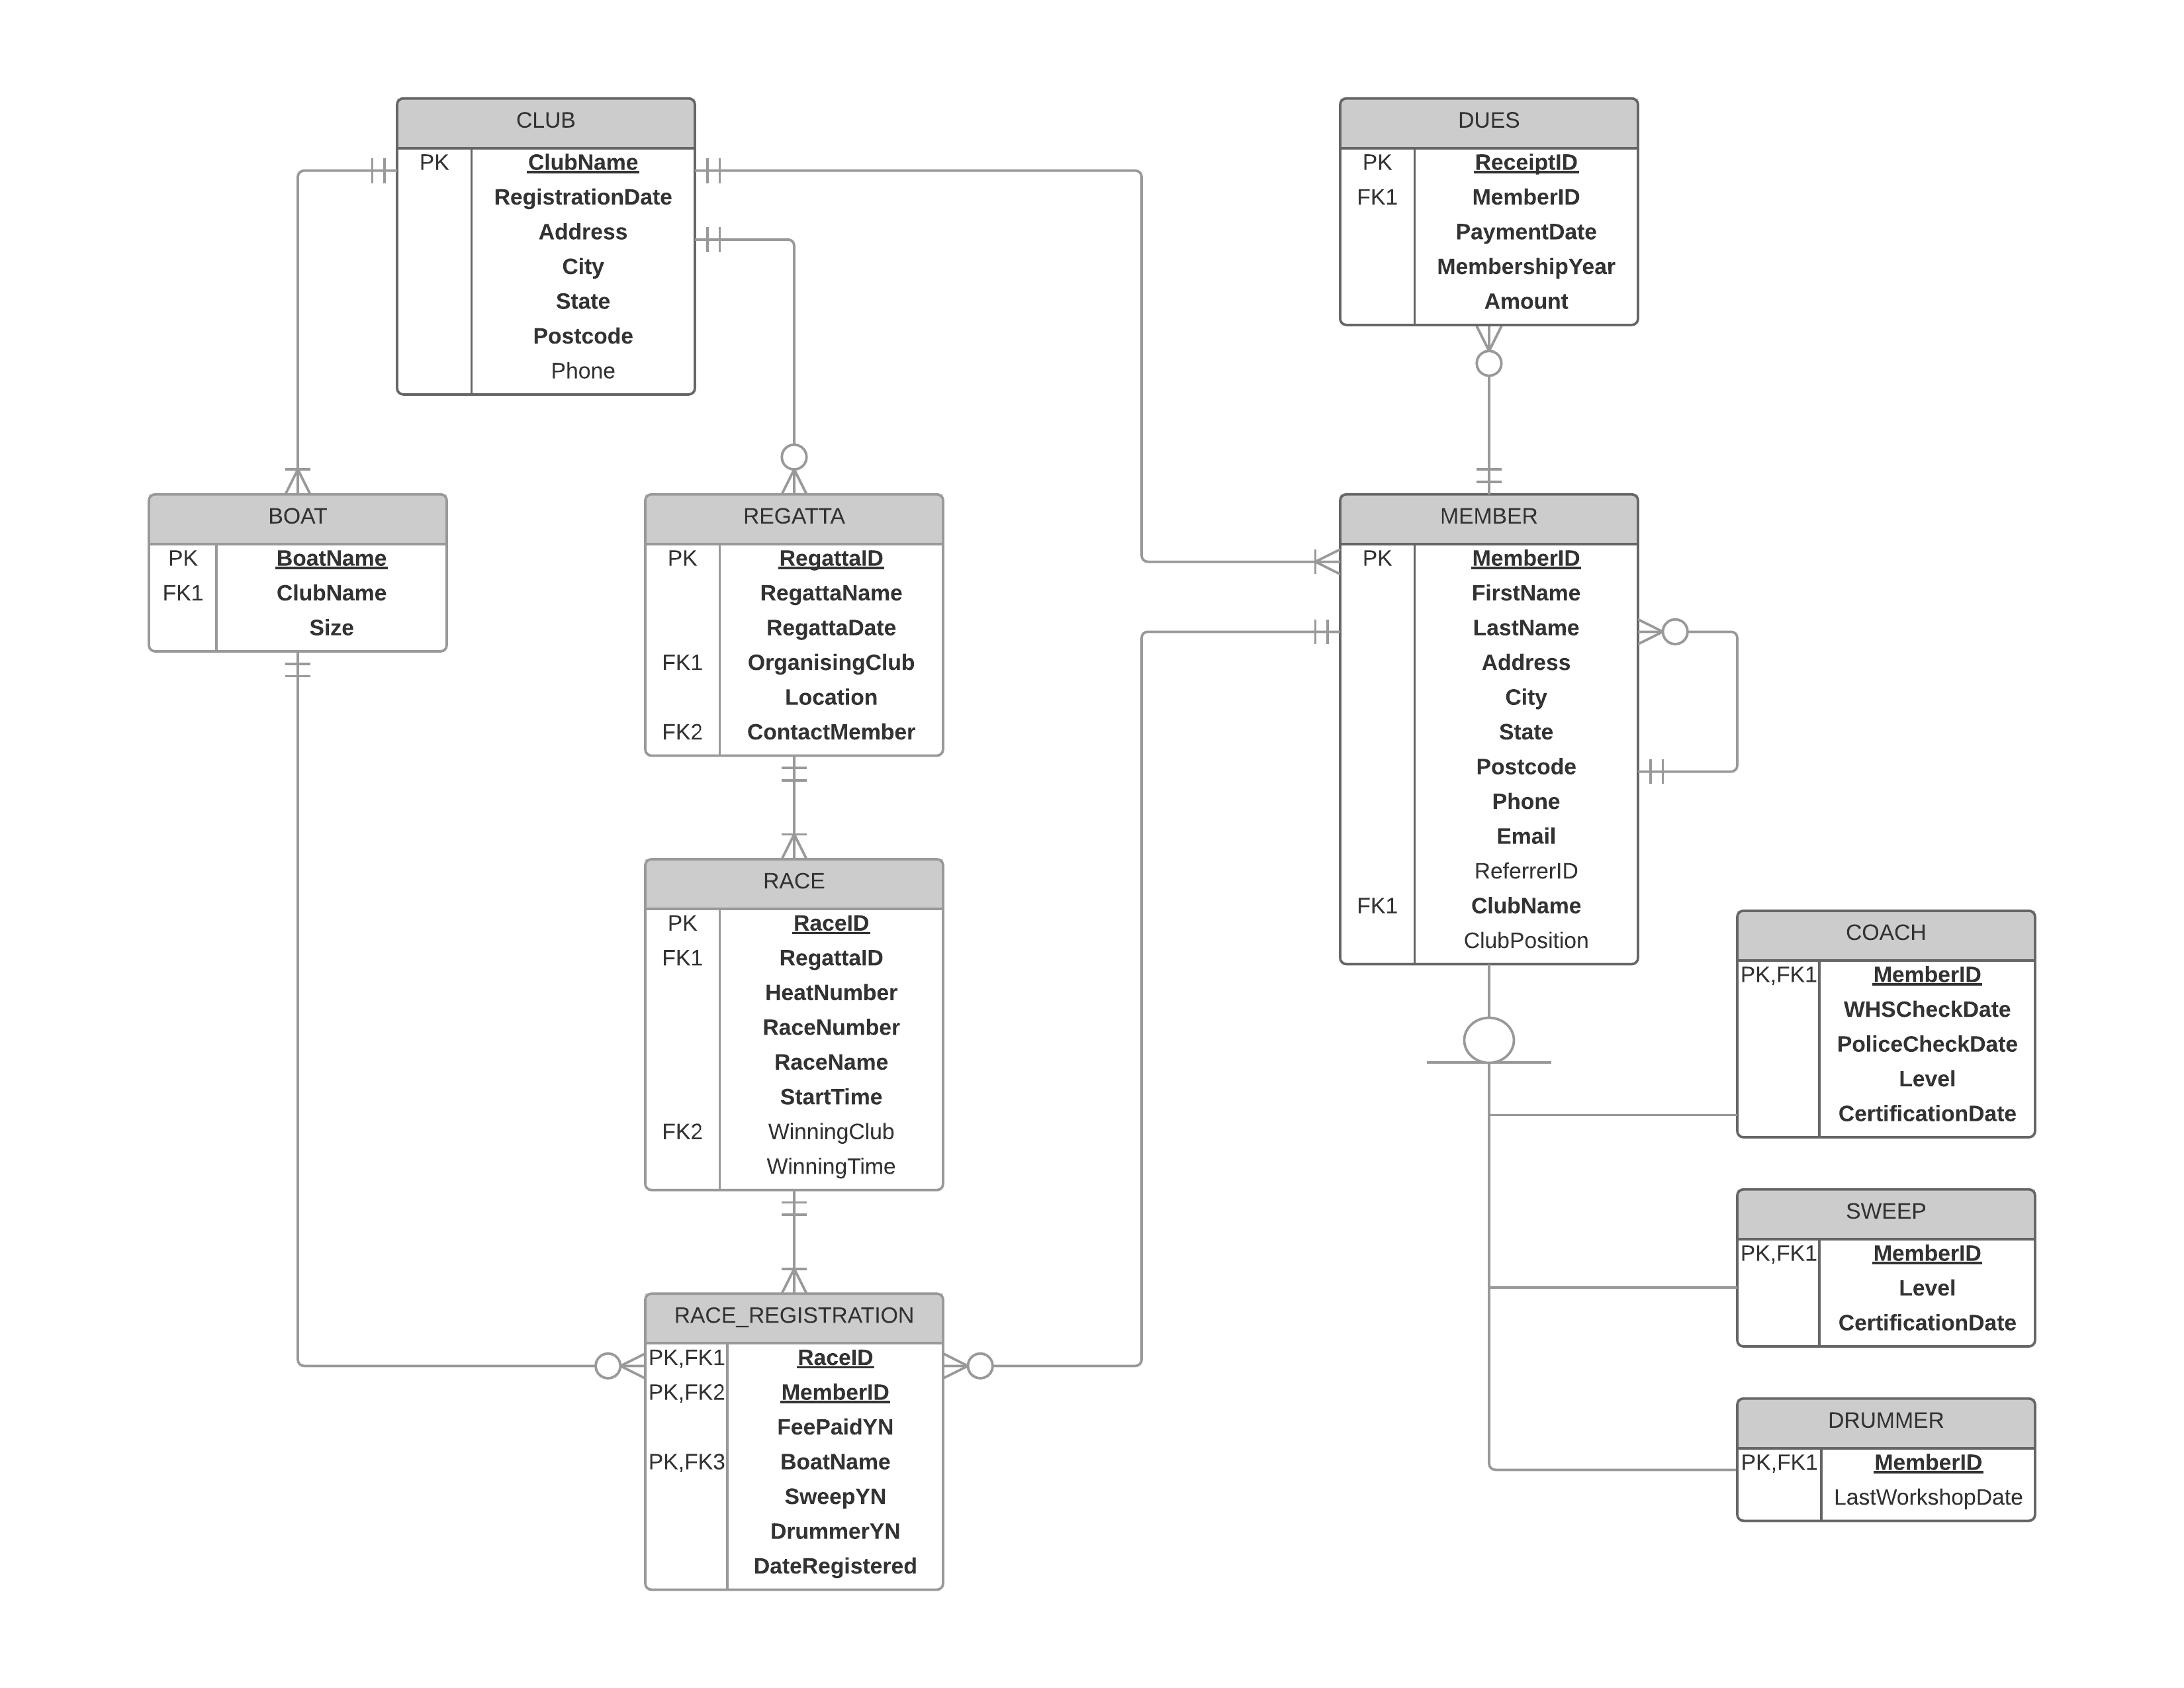 CLUB
PK ClubName
RegistrationDate
Address
City
State
Postcode
Phone
DUES
PK ReceiptID
FK1 MemberID
PaymentDate
MembershipYear
Amount
BOAT
PK BoatName
FK1 ClubName
Size
REGATTA
PK RegattaID
RegattaName
RegattaDate
FK1 OrganisingClub
Location
FK2 ContactMember
MEMBER
PK MemberID
FirstName
LastName
Address
City
State
Postcode
Phone
Email
ReferrerID
FK1 ClubName
ClubPosition
RACE
PK RaceID
FK1 RegattaID
HeatNumber
RaceNumber
RaceName
StartTime
FK2 WinningClub
WinningTime
COACH
PK,FK1 MemberID
WHSCheckDate
PoliceCheckDate
Level
CertificationDate
SWEEP
PK,FK1 MemberID
Level
CertificationDate
RACE_REGISTRATION
PK,FK1 RaceID
PK,FK2 MemberID
FeePaidYN
PK,FK3 BoatName
SweepYN
DrummerYN
DateRegistered
DRUMMER
PK,FK1 MemberID
LastWorkshopDate